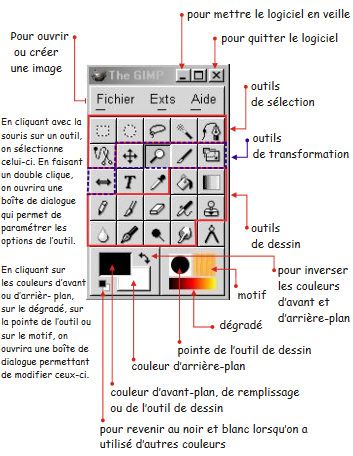 pour mettre le logiciel en veille
pour quitter le logiciel
Pour ouvrir
ou créer
une image
The GIMP
Fichier Exts Aide
outils
de sélection
En cliquant avec la
souris sur un outil,
on sélectionne
celui-ci. En faisant
un double clique,
on ouvrira une
boîte de dialogue
qui permet de
paramétrer les
options de l'outil.
outils
de transformation
T
outils
de dessin
En cliquant sur
les couleurs d'avant
ou d'arrièr- plan,
sur le dégradé, sur
la pointe de l'outil ou
sur le motif, on
ouvrira une boîte de
dialogue permettant
de modifier ceux-ci.
pour inverser
les couleurs
d'avant et
d'arrière-plan
motif
dégradé
pointe de l'outil de dessin
couleur d'arrière-plan
couleur d'avant-plan, de remplissage
ou de l'outil de dessin
pour revenir au noir et blanc lorsqu'on a
utilisé d'autres couleurs